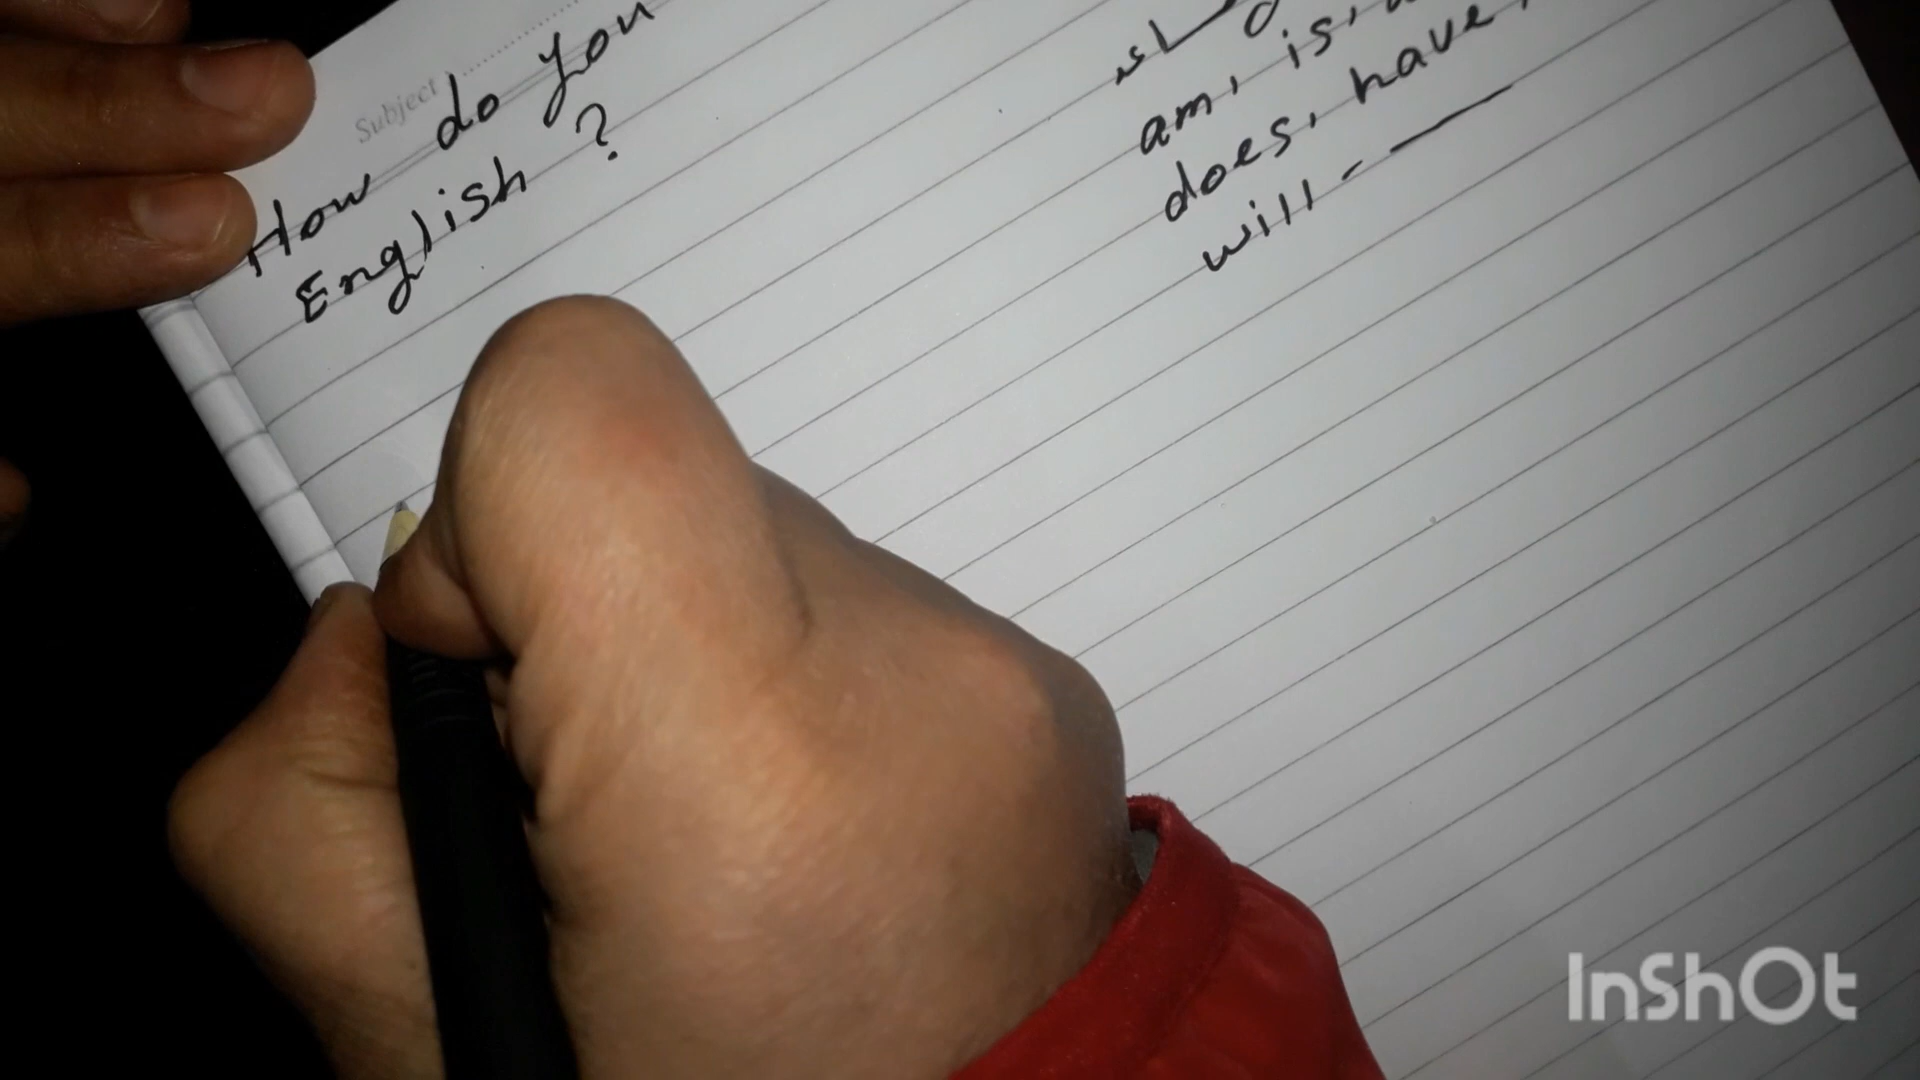 Subject
How do you
English ?
am, is,
does, have,
will -
InShOt